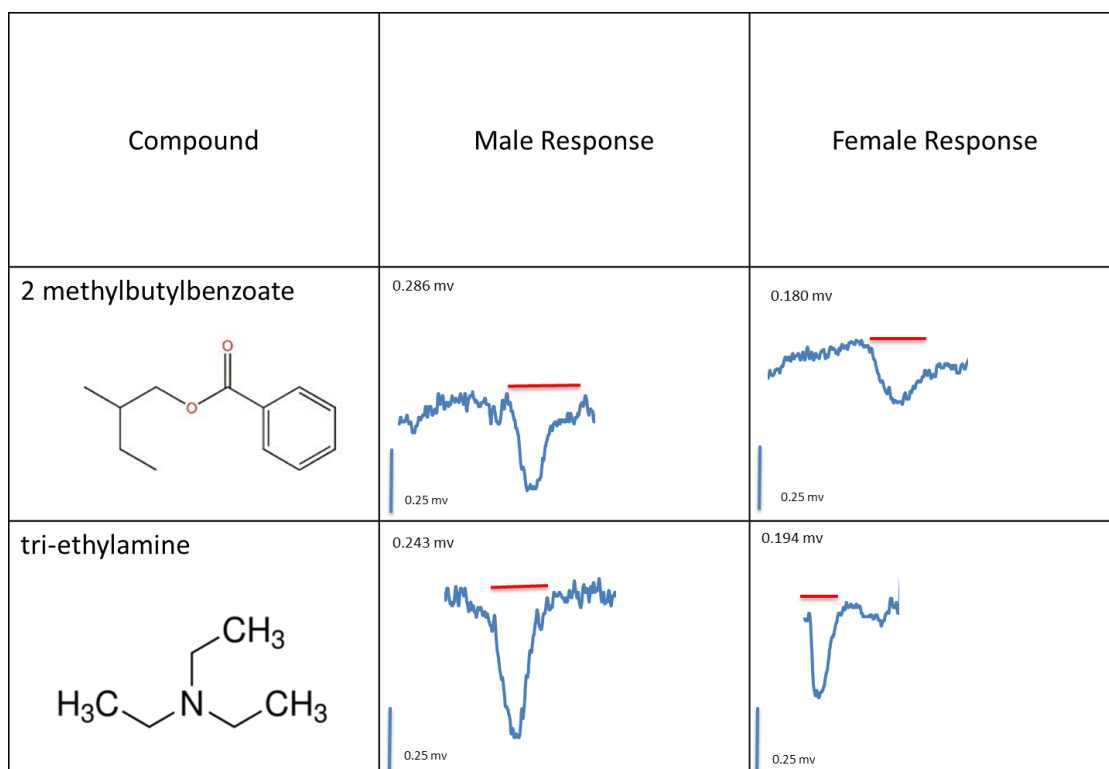 Compound
Male Response
Female Response
2 methylbutylbenzoate
O
O
0.286 mv
0.25 mv
0.180 mv
0.25 mv
tri-ethylamine
CH3
H3C
N
CH3
0.243 mv
0.25 mv
0.194 mv
0.25 mv